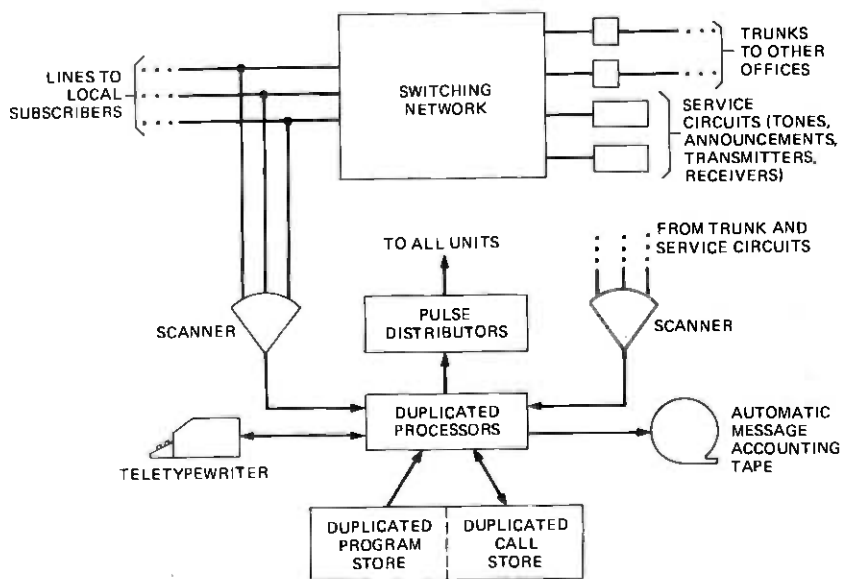 LINES TO
LOCAL
SUBSCRIBERS
SWITCHING
NETWORK
TRUNKS
TO OTHER
OFFICES
SERVICE
CIRCUITS (TONES,
ANNOUNCEMENTS,
TRANSMITTERS,
RECEIVERS)
TO ALL UNITS
FROM TRUNK AND
SERVICE CIRCUITS
SCANNER
PULSE
DISTRIBUTORS
SCANNER
DUPLICATED
PROCESSORS
TELETYPEWRITER
AUTOMATIC
MESSAGE
ACCOUNTING
TAPE
DUPLICATED
PROGRAM
STORE
DUPLICATED
CALL
STORE